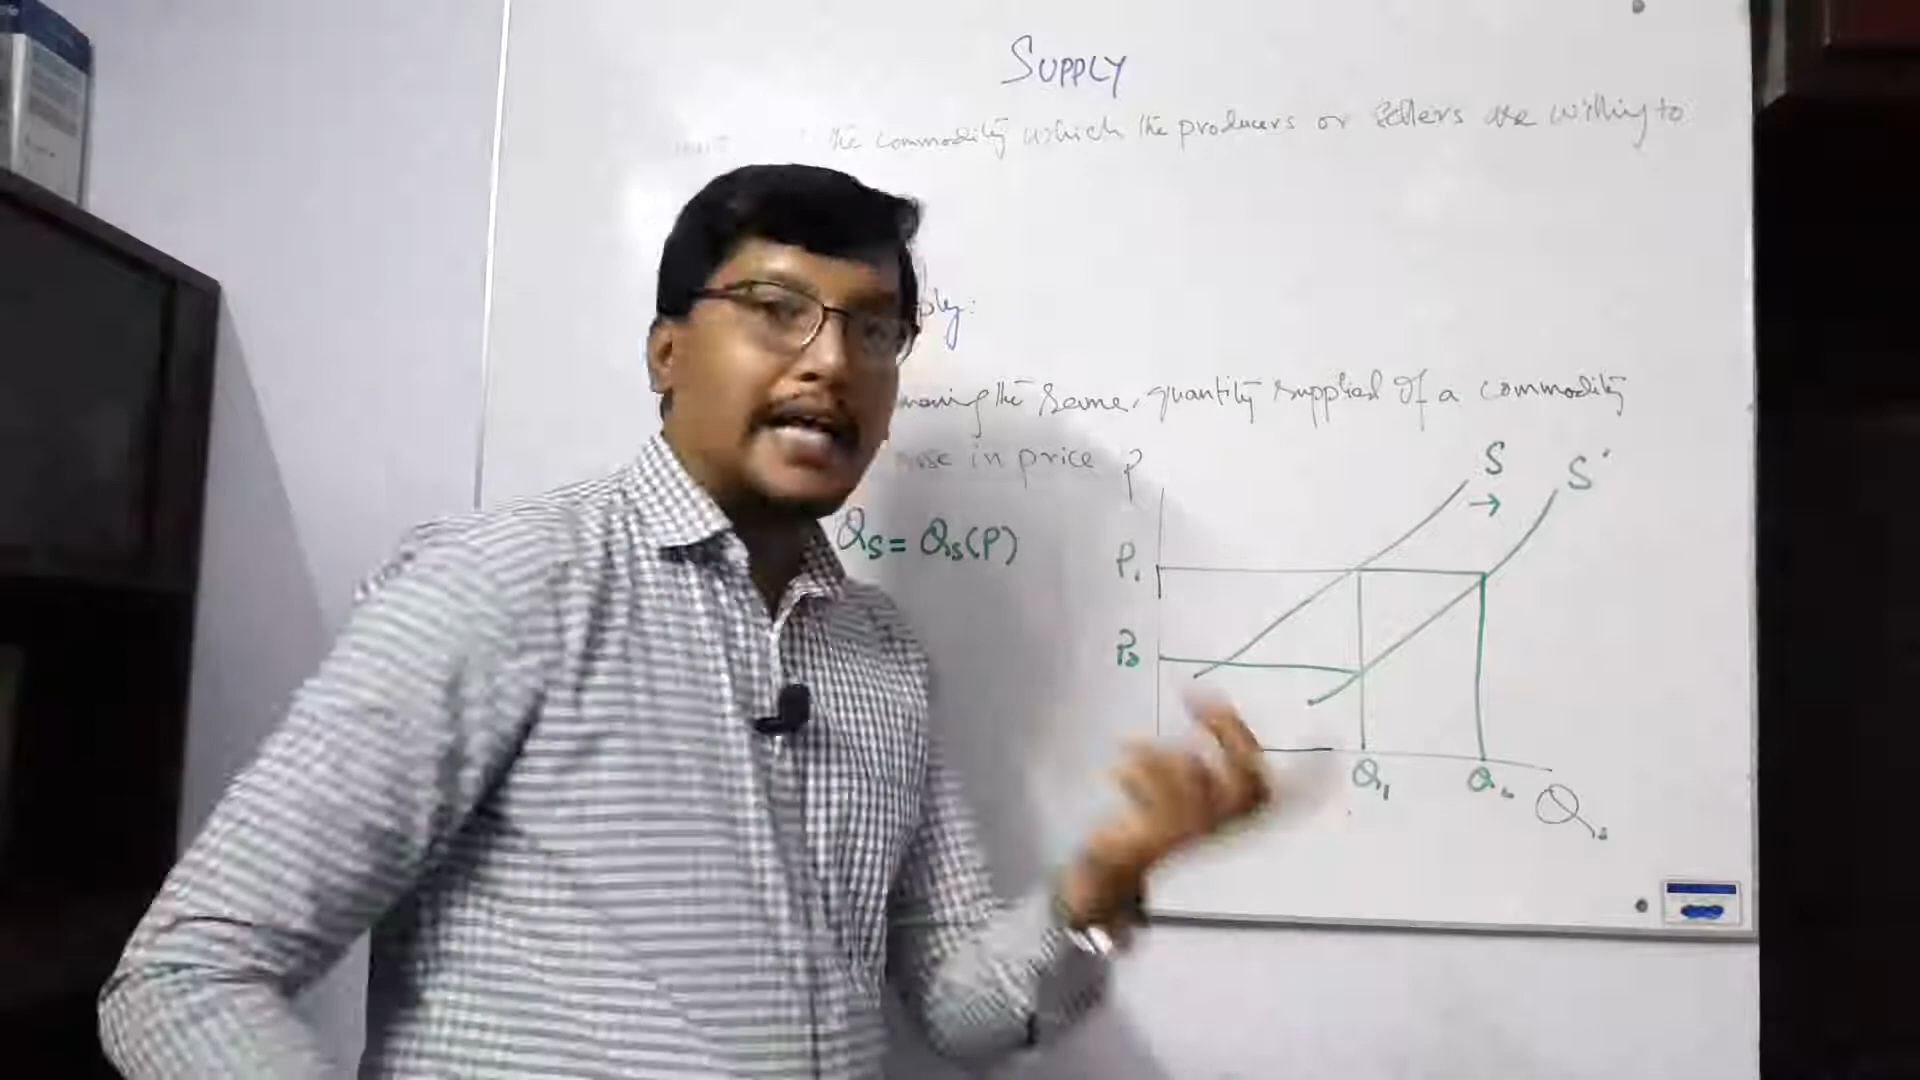 SUPPLY
the commodity which the producers or sellers are willing to
ply:
the same, quantity supplied of a commodity
in price
P
S
S'
→
Qs = Qs(P)
P₁
P₂
Q₁
Q₂
Qs